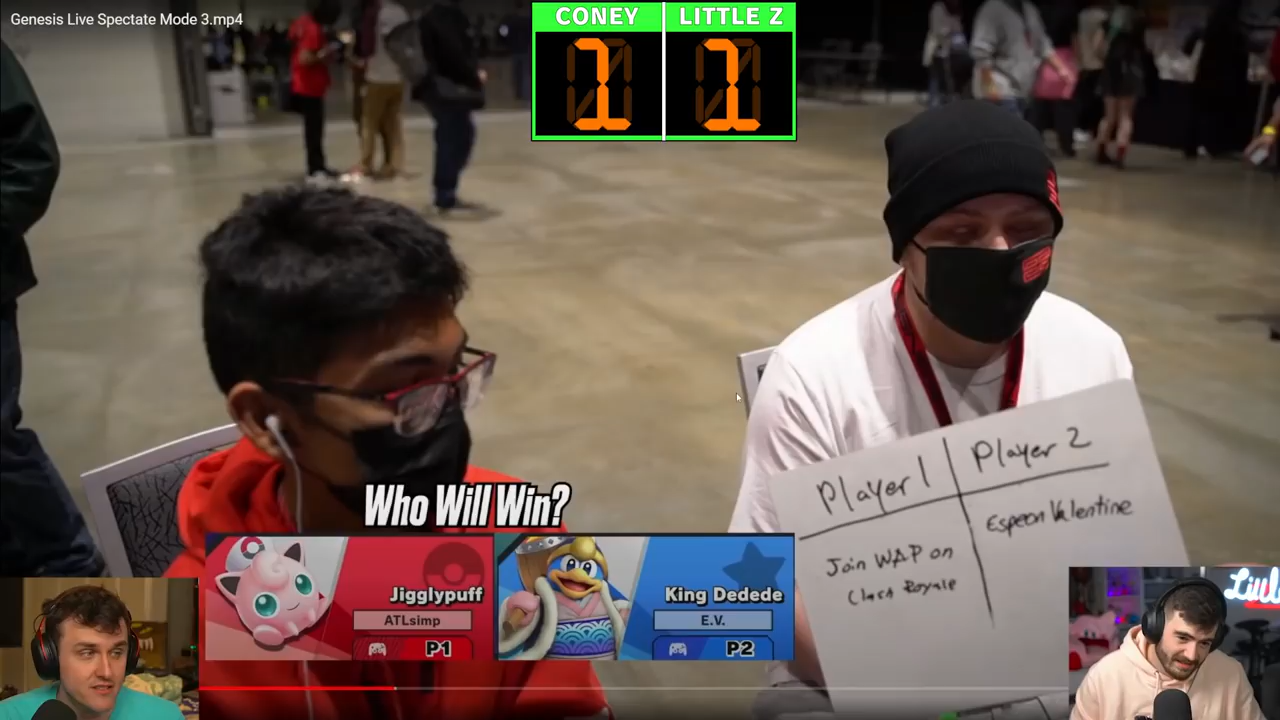 Genesis Live Spectate Mode 3.mp4
CONEY
LITTLE Z
1
1
Player 1
Player 2
Join WAP on
Clash Royale
Espeon Valentine
Who Will Win?
Jigglypuff
ATLsimp
P1
King Dedede
E.V.
P2